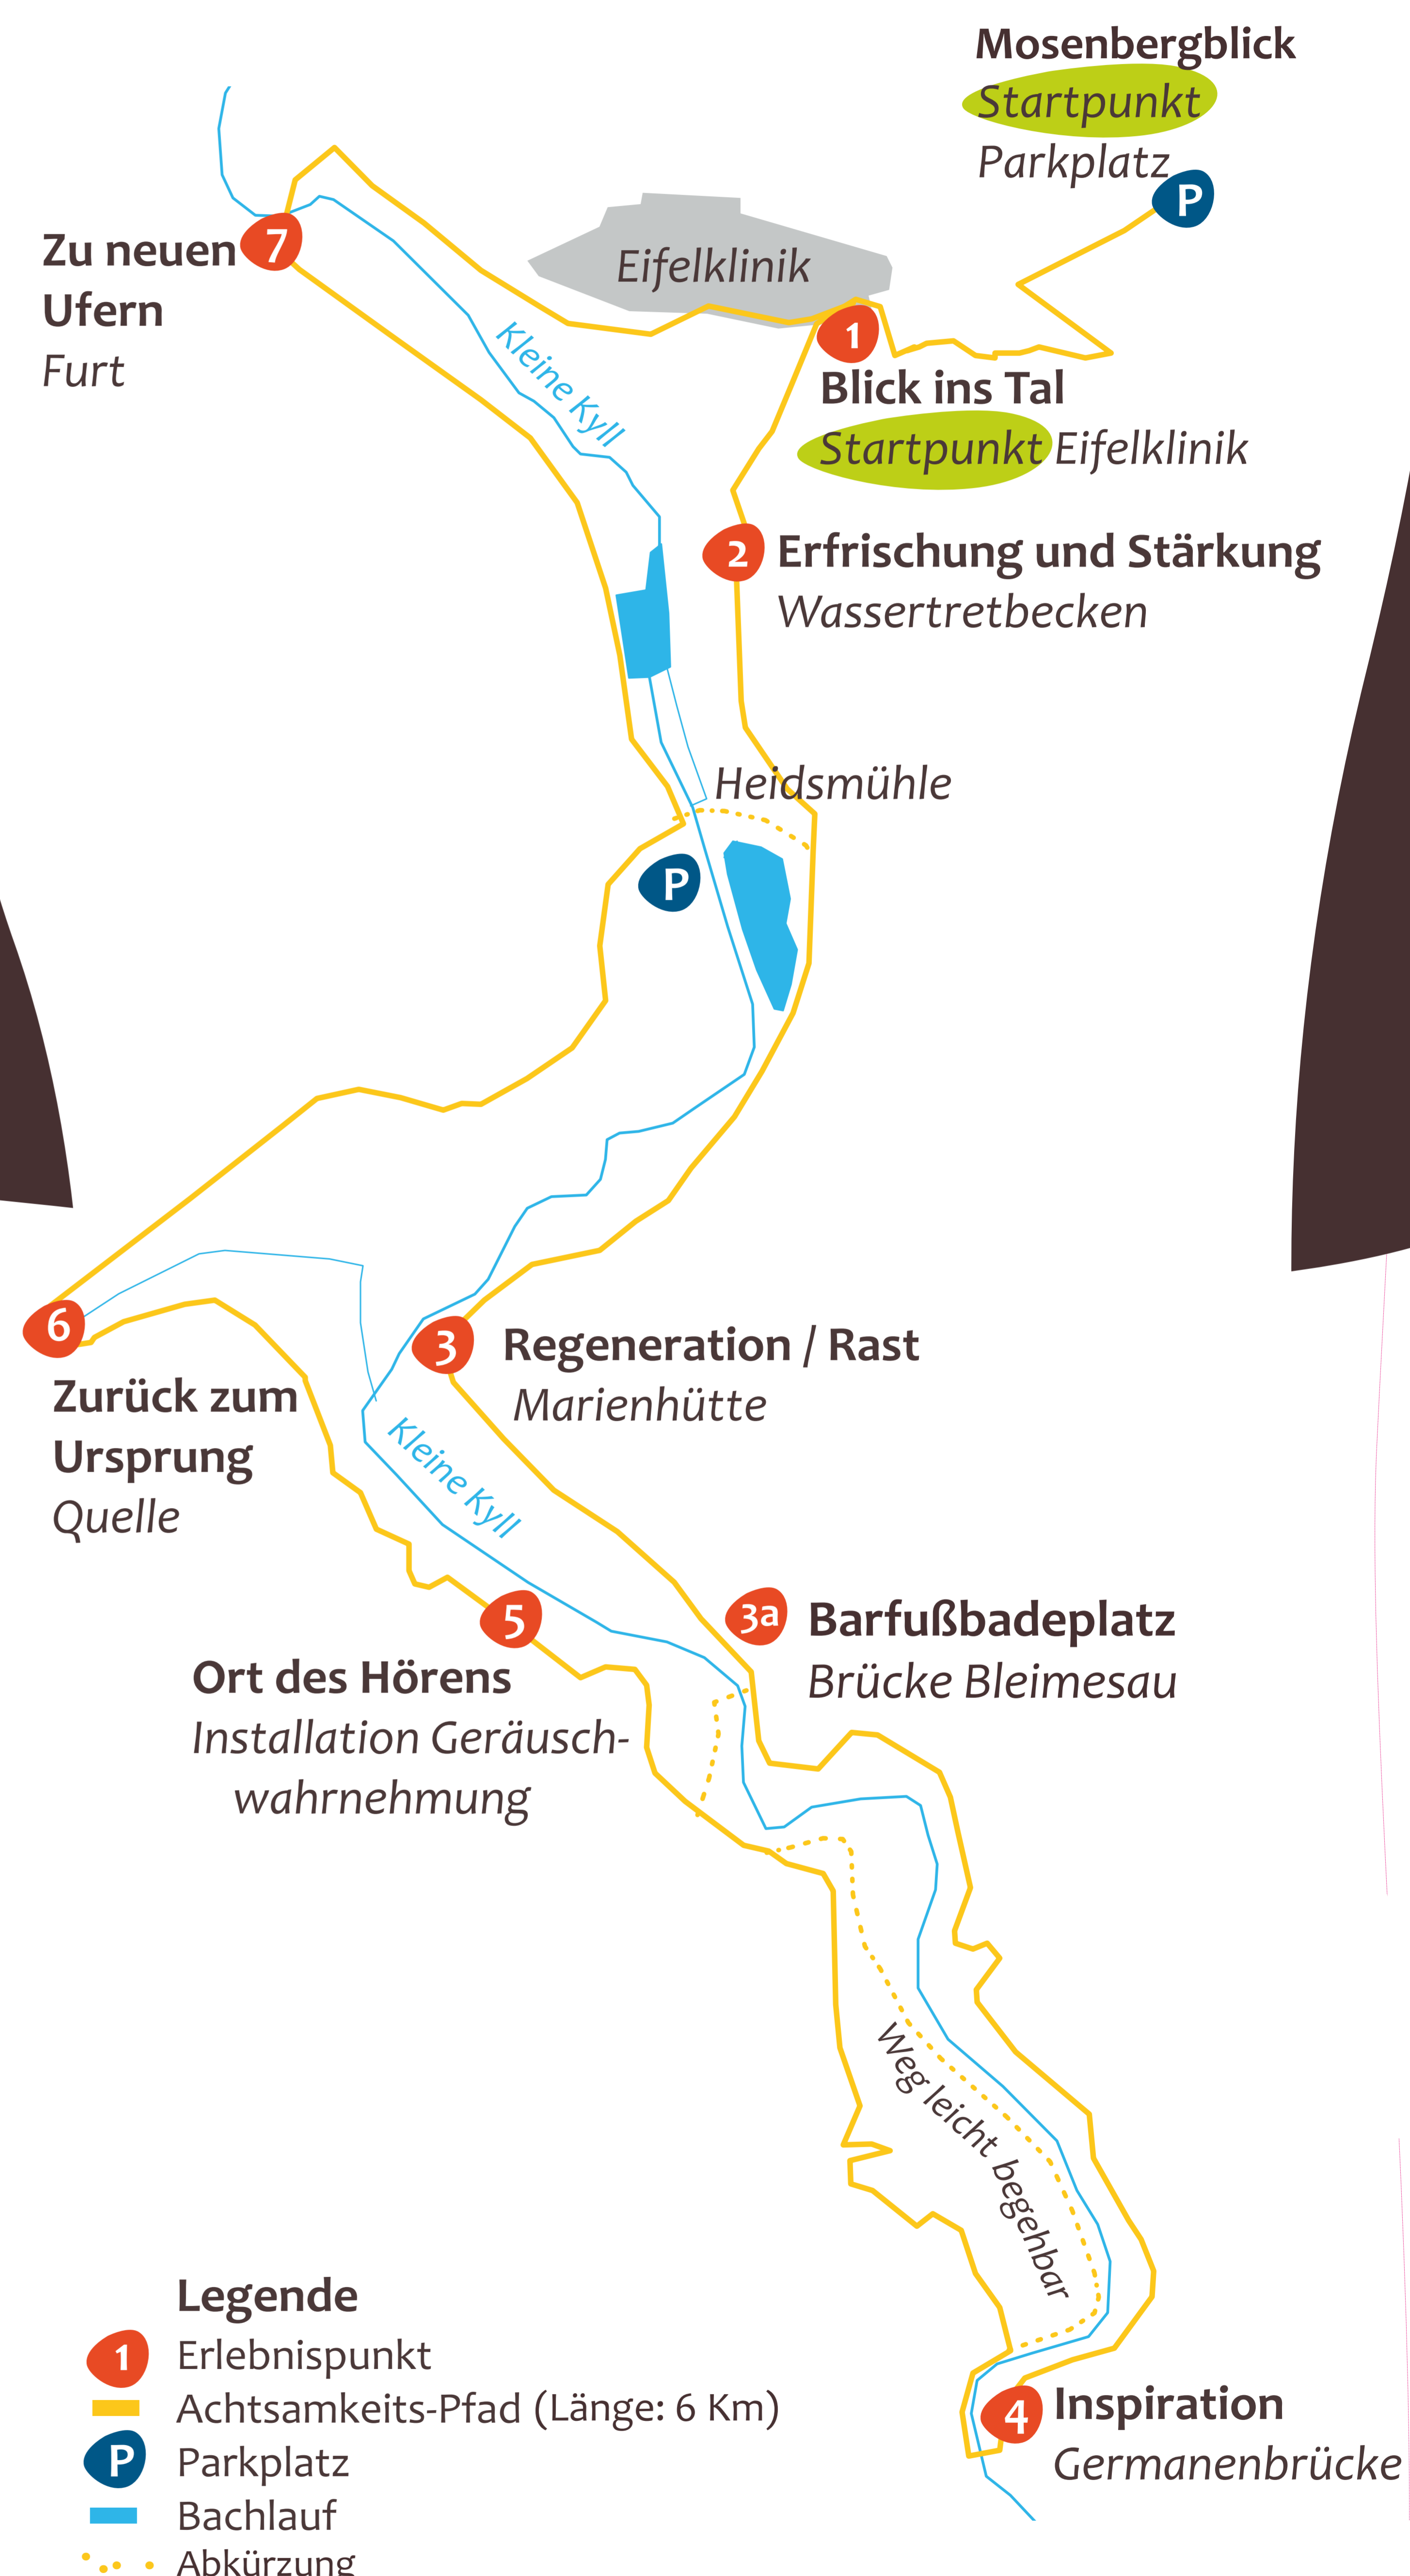 Mosenbergblick
Startpunkt
Parkplatz
P
7
Zu neuen
Ufern
Furt
Eifelklinik
1
Blick ins Tal
Startpunkt Eifelklinik
Kleine Kyll
2
Erfrischung und Stärkung
Wassertretbecken
Heidsmühle
P
6
Zurück zum
Ursprung
Quelle
3
Regeneration / Rast
Marienhütte
Kleine Kyll
5
Ort des Hörens
Installation Geräusch-
wahrnehmung
3a
Barfußbadeplatz
Brücke Bleimesau
Weg leicht begehbar
4
Inspiration
Germanenbrücke
Legende
1 Erlebnispunkt
Achtsamkeits-Pfad (Länge: 6 Km)
P Parkplatz
Bachlauf
Abkürzung